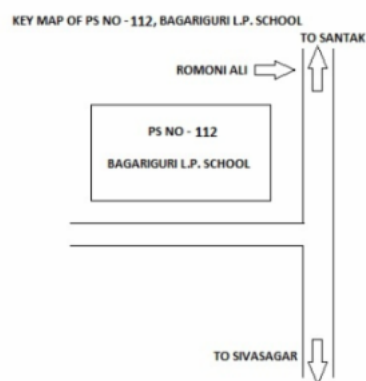 KEY MAP OF PS NO - 112, BAGARIGURI L.P. SCHOOL
TO SANTAK
ROMONI ALI
PS NO - 112
BAGARIGURI L.P. SCHOOL
TO SIVASAGAR